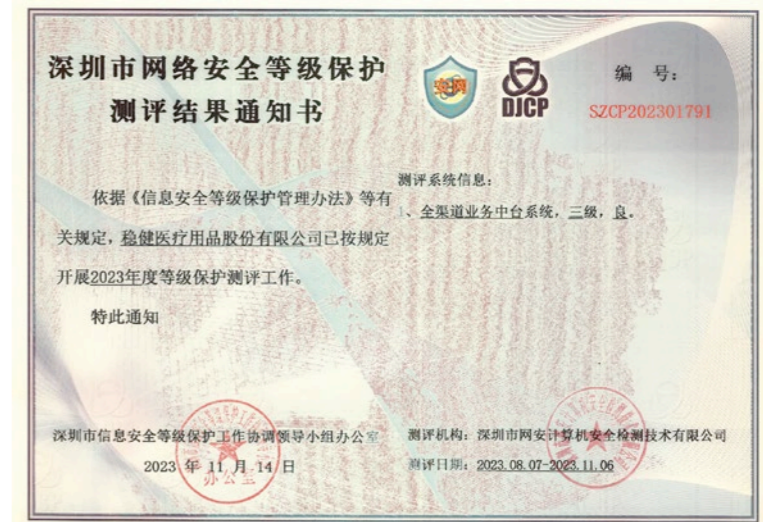 深圳市网络安全等级保护
测评结果通知书
安网
DJCP
编 号：
SZCP202301791
依据《信息安全等级保护管理办法》等有
关规定，稳健医疗用品股份有限公司已按规定
开展2023年度等级保护测评工作。
特此通知
深圳市信息安全等级保护工作协调领导小组办公室
2023 年 11 月 14 日
办公室
测评系统信息：
1、全渠道业务中台系统，三级，良。
测评机构：深圳市网安计算机安全检测技术有限公司
测评日期：2023.08.07-2023.11.06